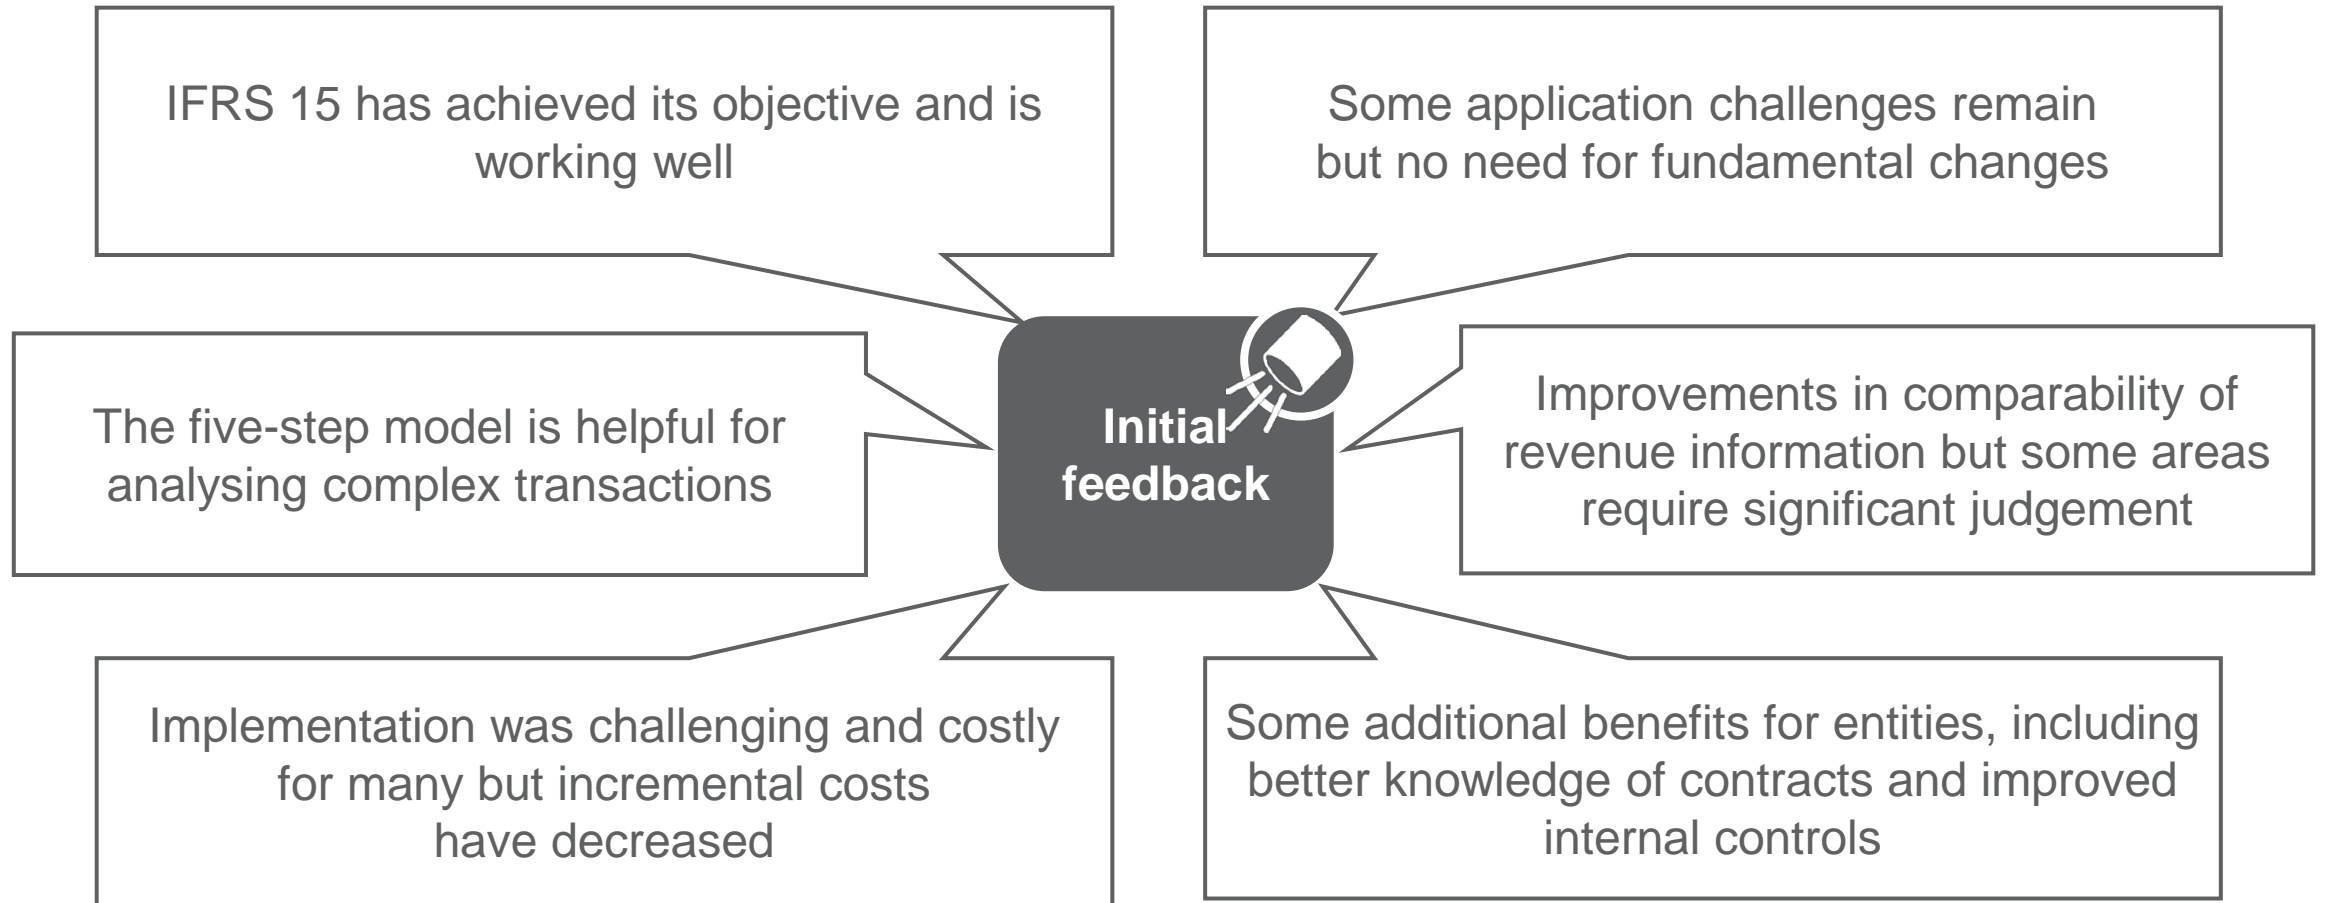 IFRS 15 has achieved its objective and is
working well
Some application challenges remain
but no need for fundamental changes
The five-step model is helpful for
analysing complex transactions
Initial
feedback
Improvements in comparability of
revenue information but some areas
require significant judgement
Implementation was challenging and costly
for many but incremental costs
have decreased
Some additional benefits for entities, including
better knowledge of contracts and improved
internal controls